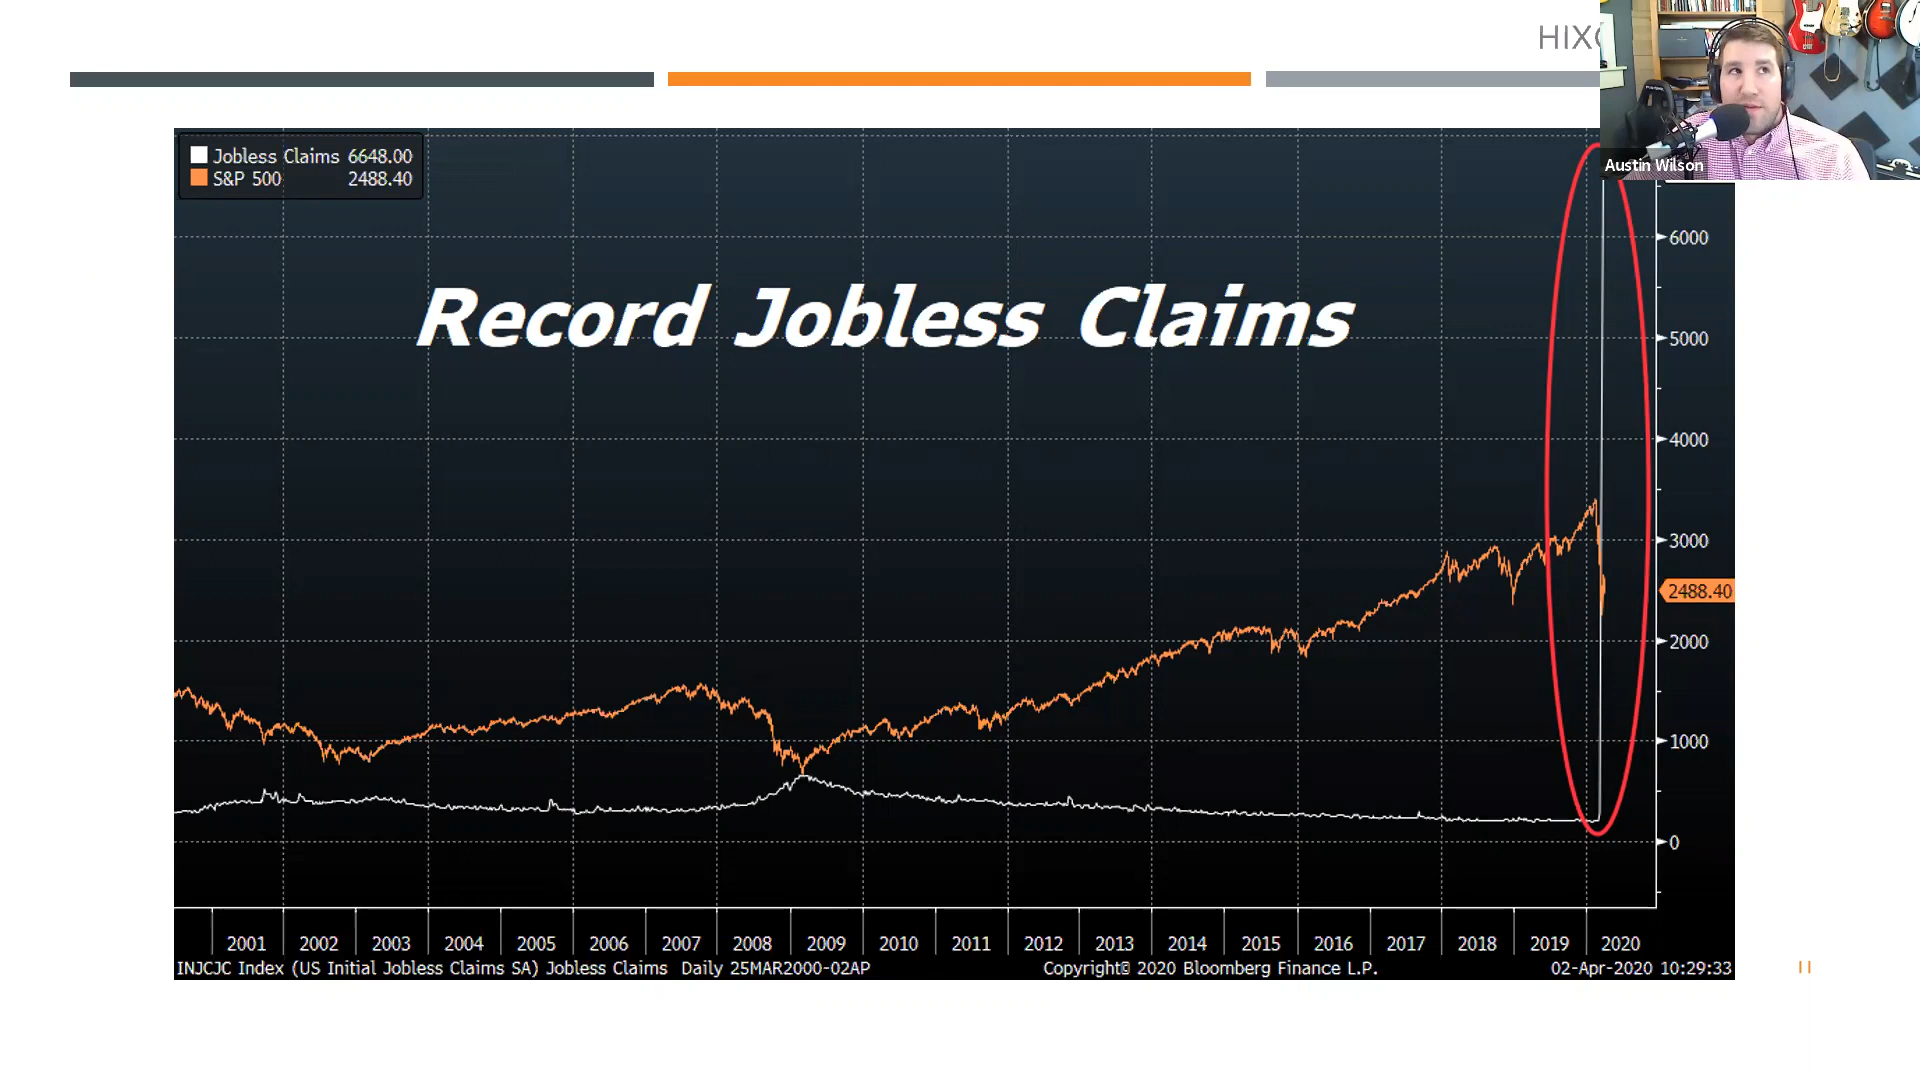 HIXO
Austin Wilson
Jobless Claims 6648.00
S&P 500 2488.40
Record Jobless Claims
6000
5000
4000
3000
2488.40
2000
1000
0
2001 2002 2003 2004 2005 2006 2007 2008 2009 2010 2011 2012 2013 2014 2015 2016 2017 2018 2019 2020
INJCJC Index (US Initial Jobless Claims SA) Jobless Claims Daily 25MAR2000-02AP Copyright© 2020 Bloomberg Finance L.P. 02-Apr-2020 10:29:33
11